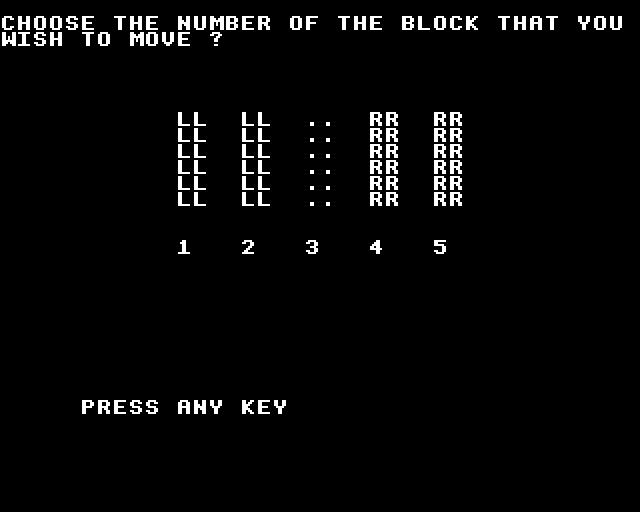 CHOOSE THE NUMBER OF THE BLOCK THAT YOU
WISH TO MOVE ?
LL LL .. RR RR
LL LL .. RR RR
LL LL .. RR RR
LL LL .. RR RR
LL LL .. RR RR
LL LL .. RR RR
1 2 3 4 5
PRESS ANY KEY